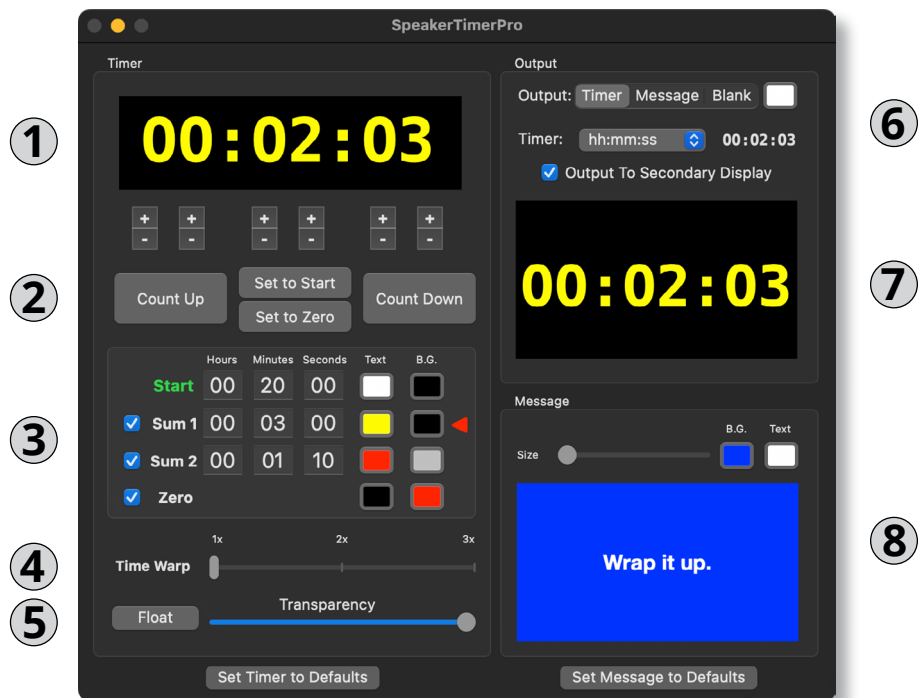 SpeakerTimerPro
Timer
1
00:02:03
+ + + + + +
- - - - - -
2
Count Up
Set to Start
Set to Zero
Count Down
3
Hours Minutes Seconds Text B.G.
Start 00 20 00
Sum 1 00 03 00
Sum 2 00 01 10
Zero
4
1x 2x 3x
Time Warp
5
Float
Transparency
Set Timer to Defaults
Output
6
Output: Timer Message Blank
Timer: hh:mm:ss 00:02:03
Output To Secondary Display
7
00:02:03
Message
B.G. Text
Size
8
Wrap it up.
Set Message to Defaults